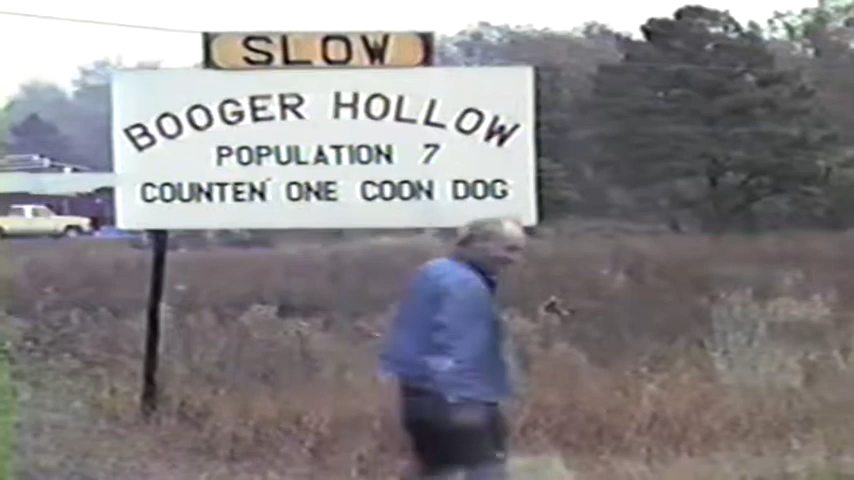 SLOW
BOOGER HOLLOW
POPULATION 7
COUNTEN' ONE COON DOG